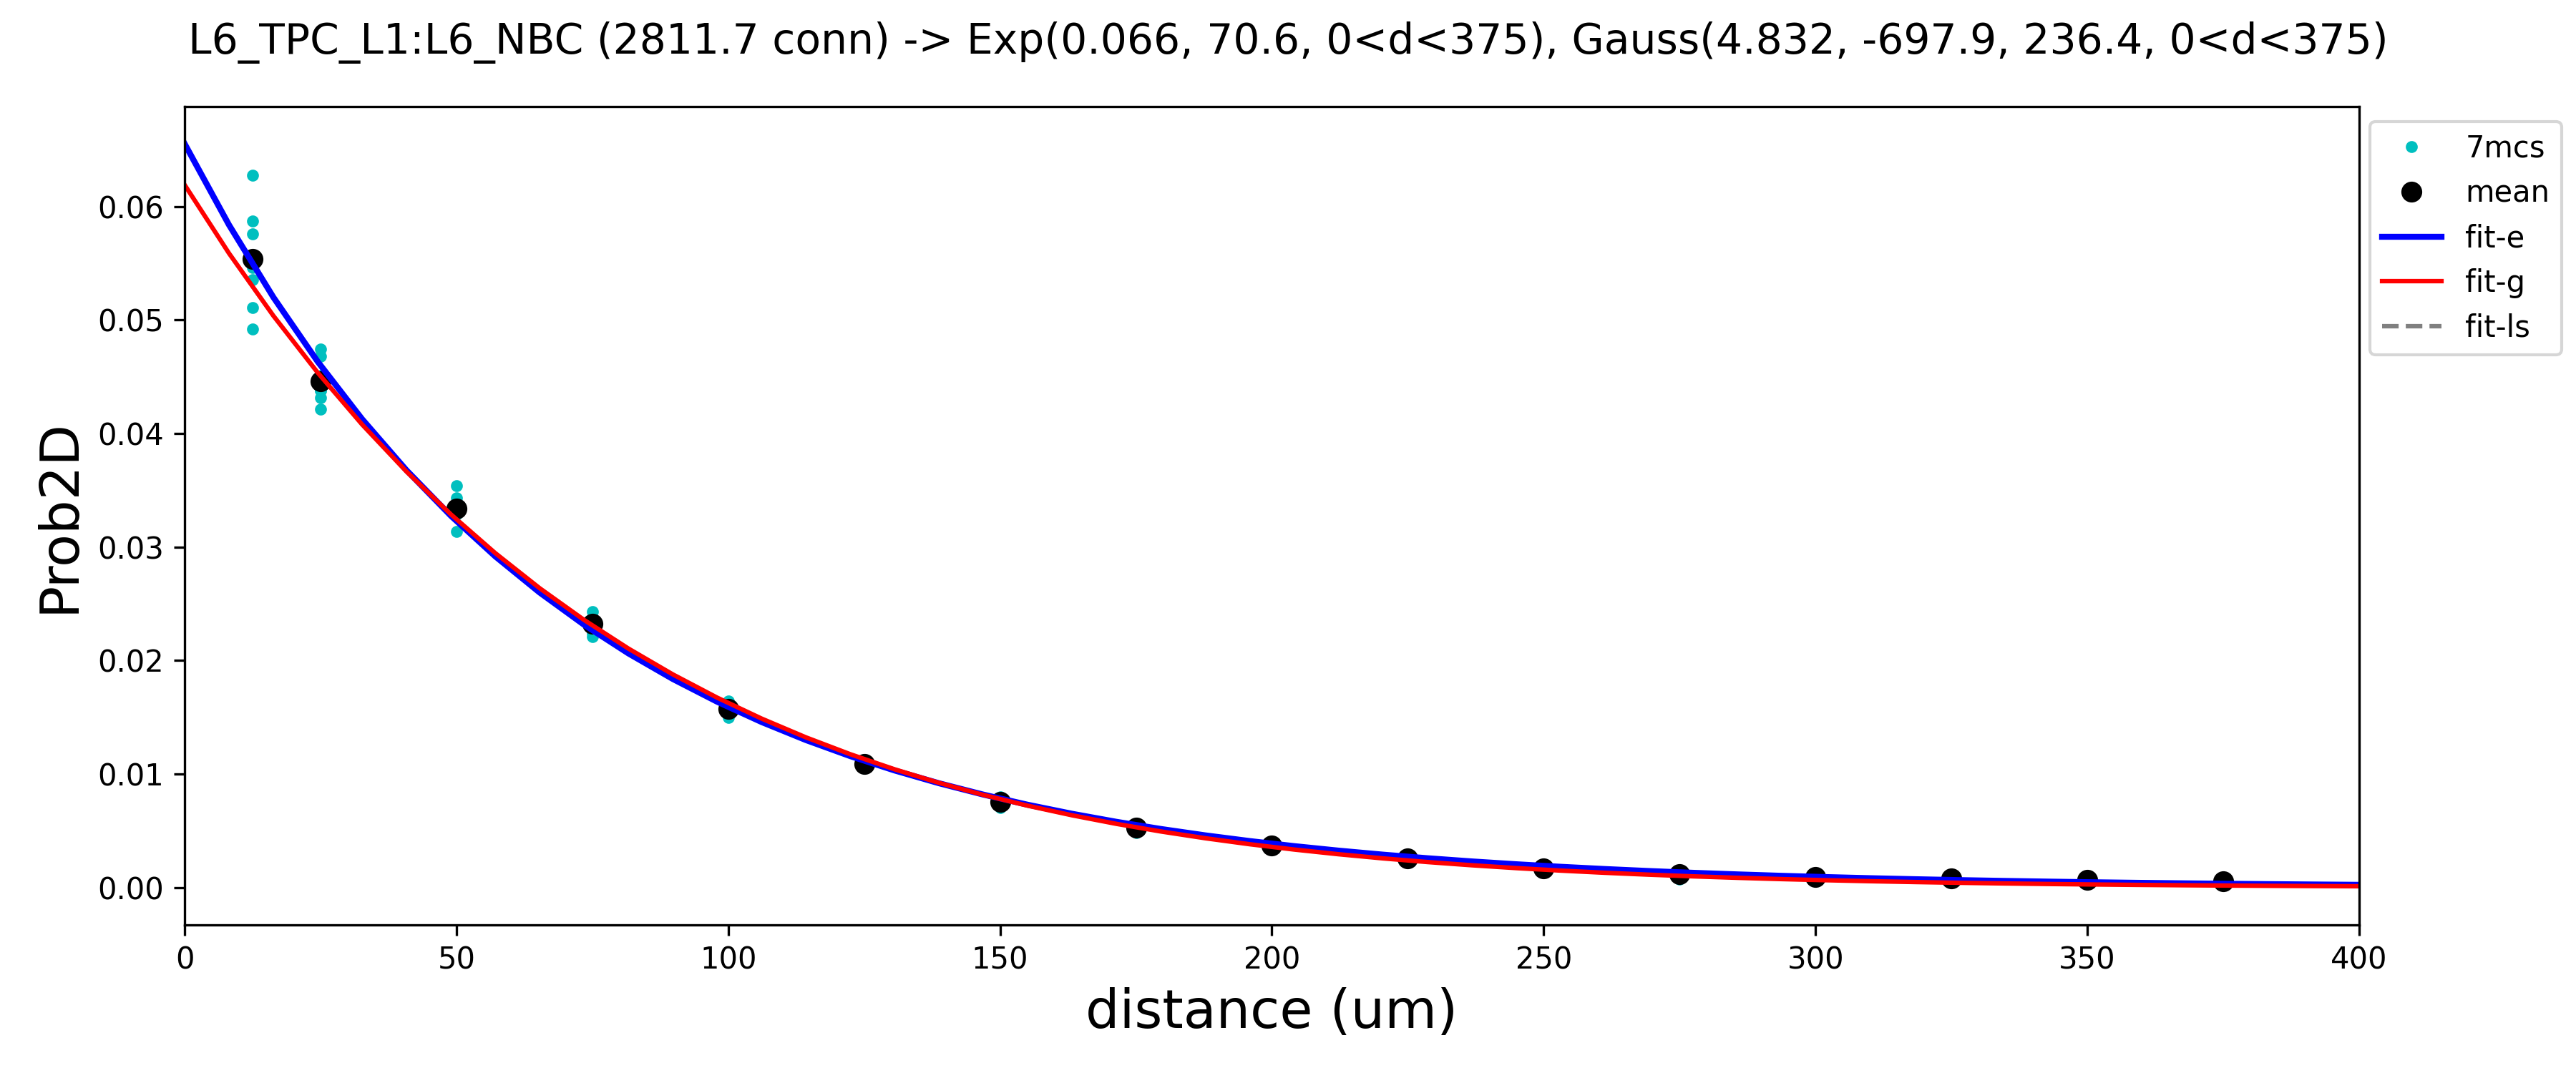 L6_TPC_L1:L6_NBC (2811.7 conn) -> Exp(0.066, 70.6, 0<d<375), Gauss(4.832, -697.9, 236.4, 0<d<375)
7mcs
mean
fit-e
fit-g
fit-ls
Prob2D
0.06
0.05
0.04
0.03
0.02
0.01
0.00
0 50 100 150 200 250 300 350 400
distance (um)